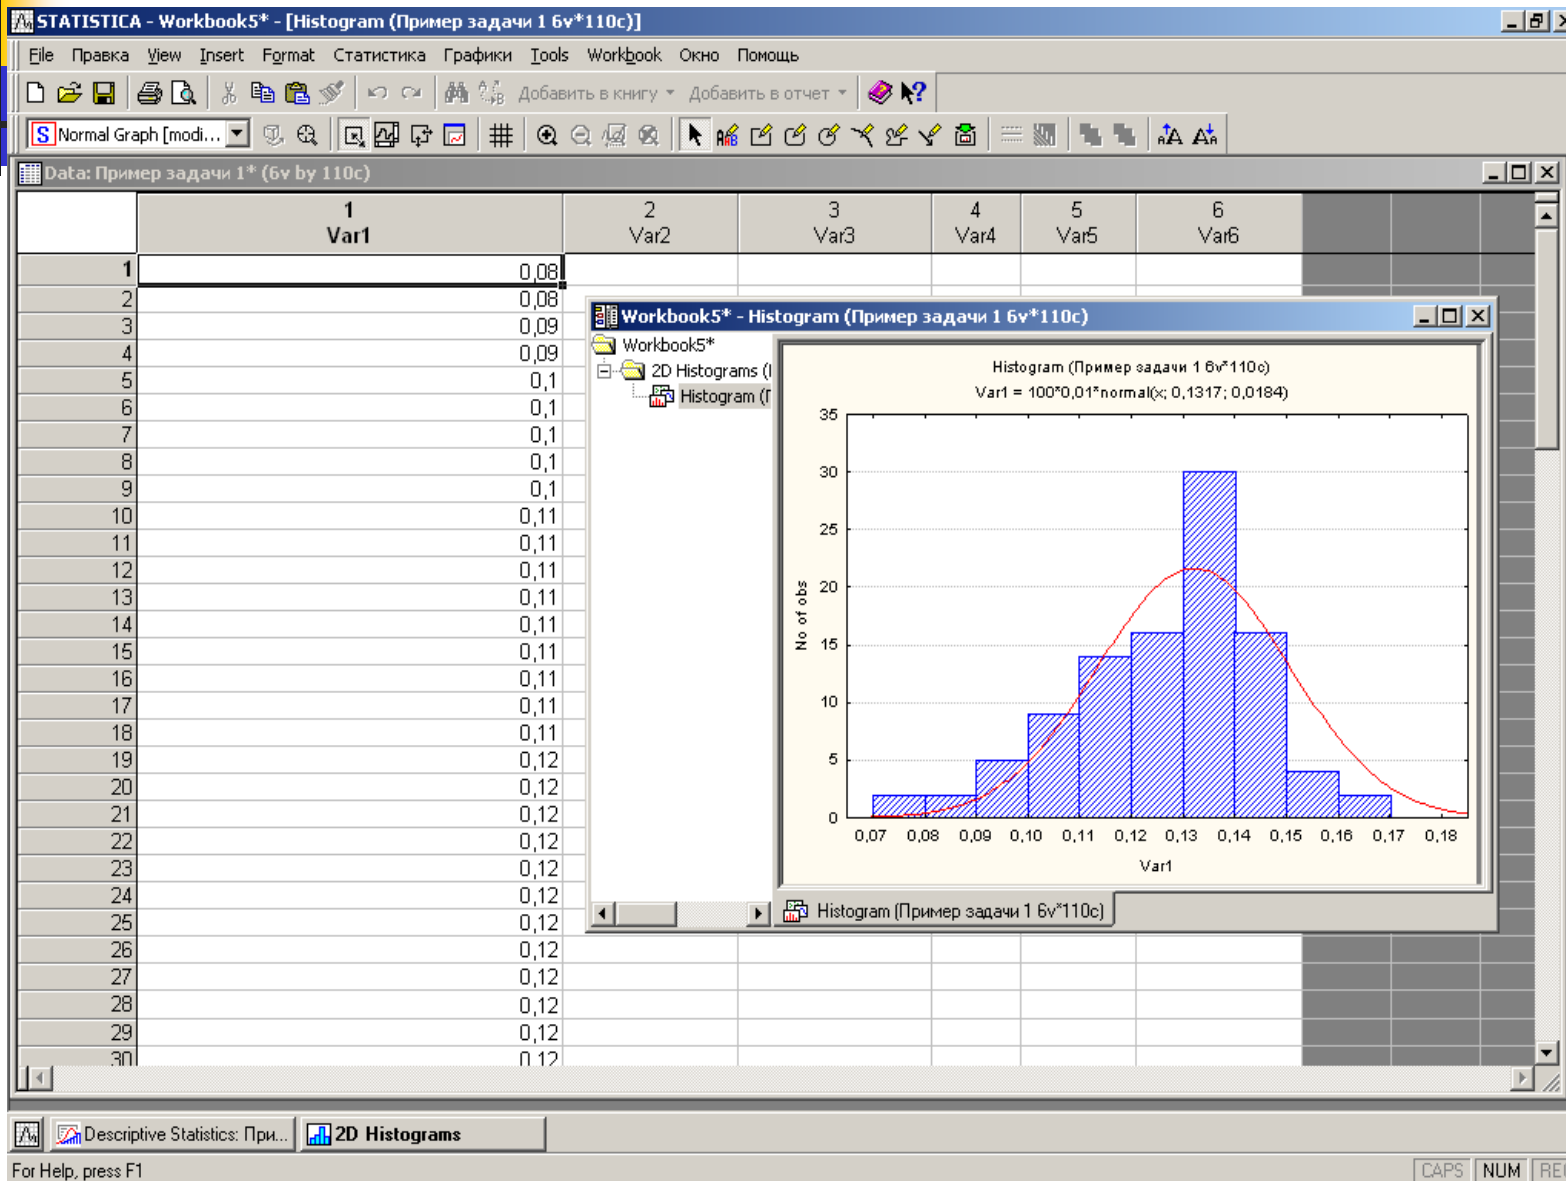 STATISTICA - Workbook5* - [Histogram (Пример задачи 1 6v*110c)]
File Правка View Insert Format Статистика Графики Tools Workbook Окно Помощь
Добавить в книгу Добавить в отчет
Normal Graph [modi...
Data: Пример задачи 1* (6v by 110c)
1 2 3 4 5 6
Var1 Var2 Var3 Var4 Var5 Var6
1 0,08
2 0,08
3 0,09
4 0,09
5 0,1
6 0,1
7 0,1
8 0,1
9 0,1
10 0,11
11 0,11
12 0,11
13 0,11
14 0,11
15 0,11
16 0,11
17 0,11
18 0,11
19 0,12
20 0,12
21 0,12
22 0,12
23 0,12
24 0,12
25 0,12
26 0,12
27 0,12
28 0,12
29 0,12
30 0,12
Workbook5* - Histogram (Пример задачи 1 6v*110c)
Workbook5*
2D Histograms (
Histogram (
Histogram (Пример задачи 1 6v*110c)
Var1 = 100*0,01*normal(x; 0,1317; 0,0184)
35
30
25
20
15
10
5
0
No of obs
0,07 0,08 0,09 0,10 0,11 0,12 0,13 0,14 0,15 0,16 0,17 0,18
Var1
Histogram (Пример задачи 1 6v*110c)
Descriptive Statistics: При...
2D Histograms
For Help, press F1
CAPS NUM RE